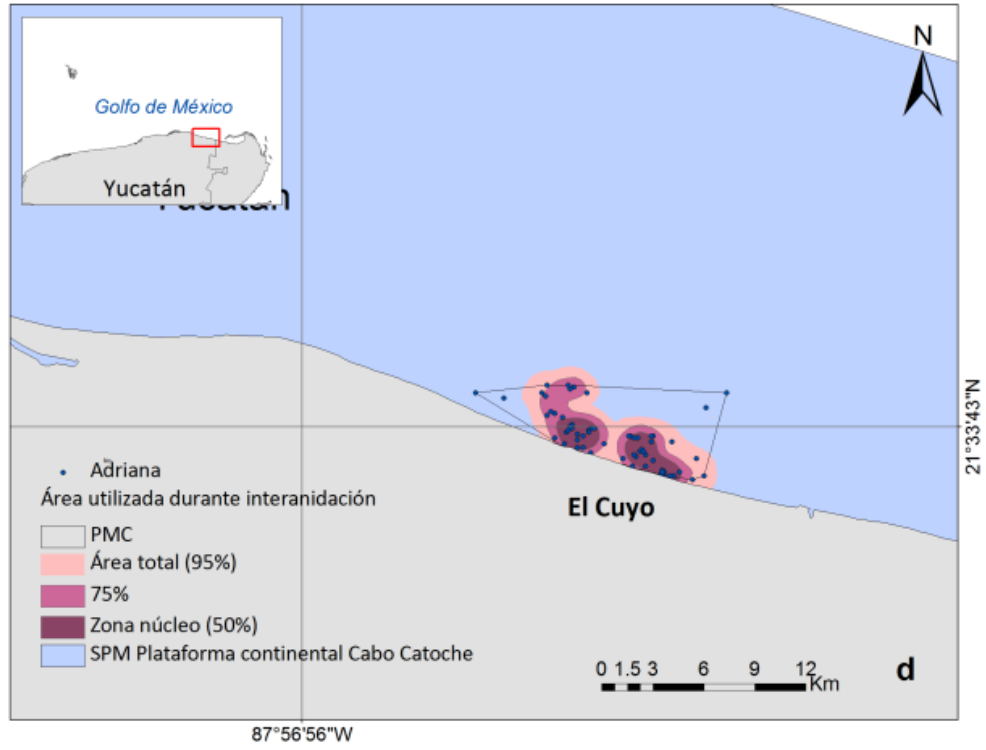 N
Golfo de México
Yucatán
Yucatán
21°33'43"N
Adriana
Área utilizada durante interanidación
El Cuyo
PMC
Área total (95%)
75%
Zona núcleo (50%)
SPM Plataforma continental Cabo Catoche
0 1.5 3 6 9 12
Km
d
87°56'56"W